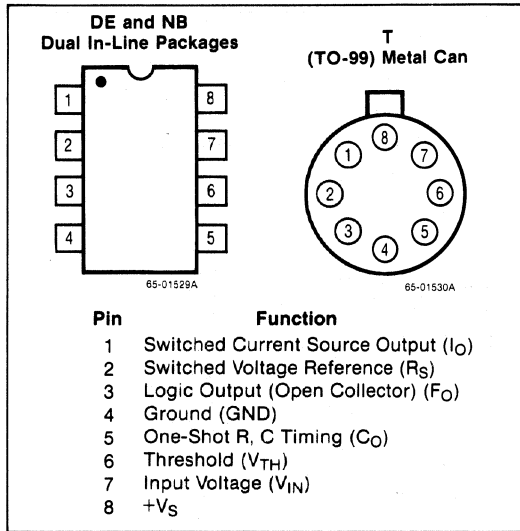 DE and NB
Dual In-Line Packages
1
2
3
4
8
7
6
5
65-01529A
T
(TO-99) Metal Can
8
1
7
2
6
3
5
4
65-01530A
Pin Function
1 Switched Current Source Output (IO)
2 Switched Voltage Reference (RS)
3 Logic Output (Open Collector) (FO)
4 Ground (GND)
5 One-Shot R, C Timing (CO)
6 Threshold (VTH)
7 Input Voltage (VIN)
8 +VS